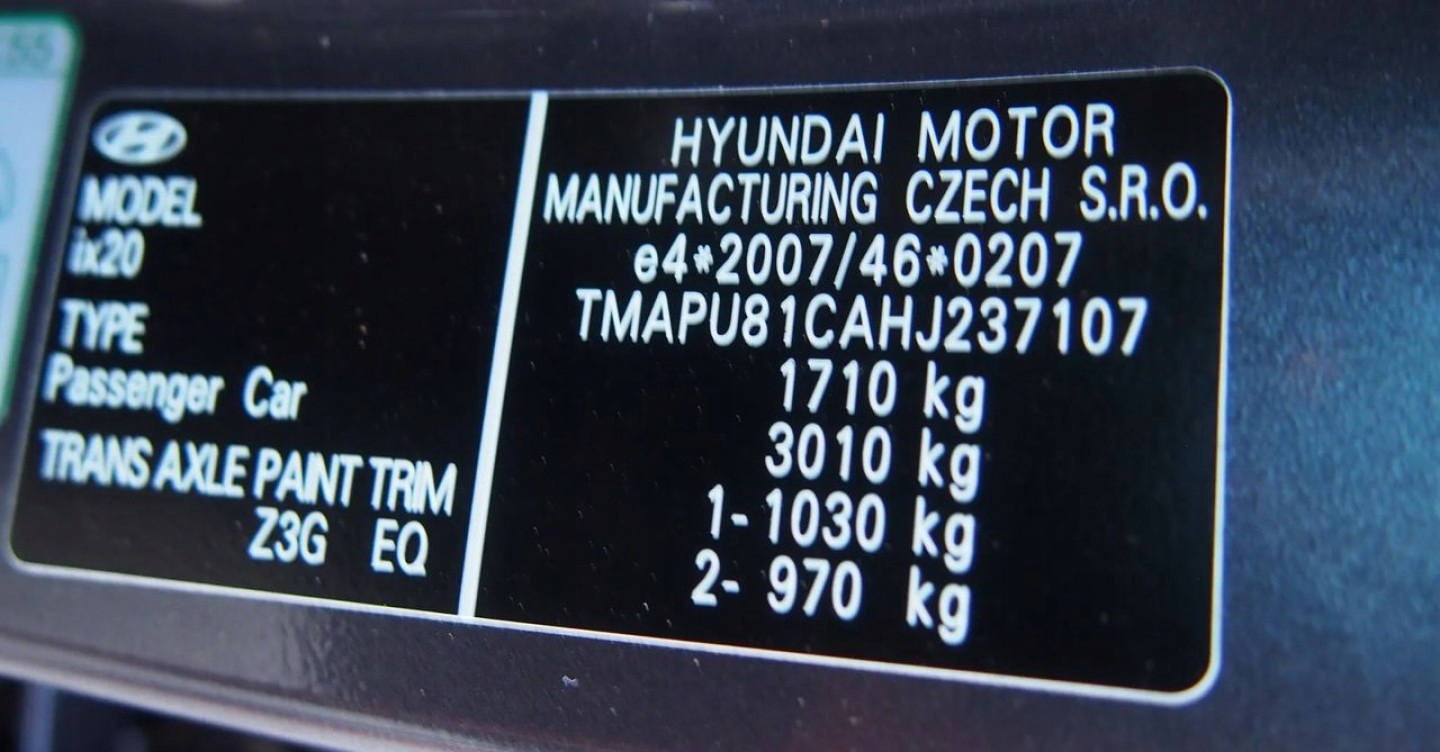 :55
MODEL
ix20
TYPE
Passenger Car
TRANS AXLE PAINT TRIM
Z3G EQ
HYUNDAI MOTOR
MANUFACTURING CZECH S.R.O.
e4*2007/46*0207
TMAPU81CAHJ237107
1710 kg
3010 kg
1- 1030 kg
2- 970 kg